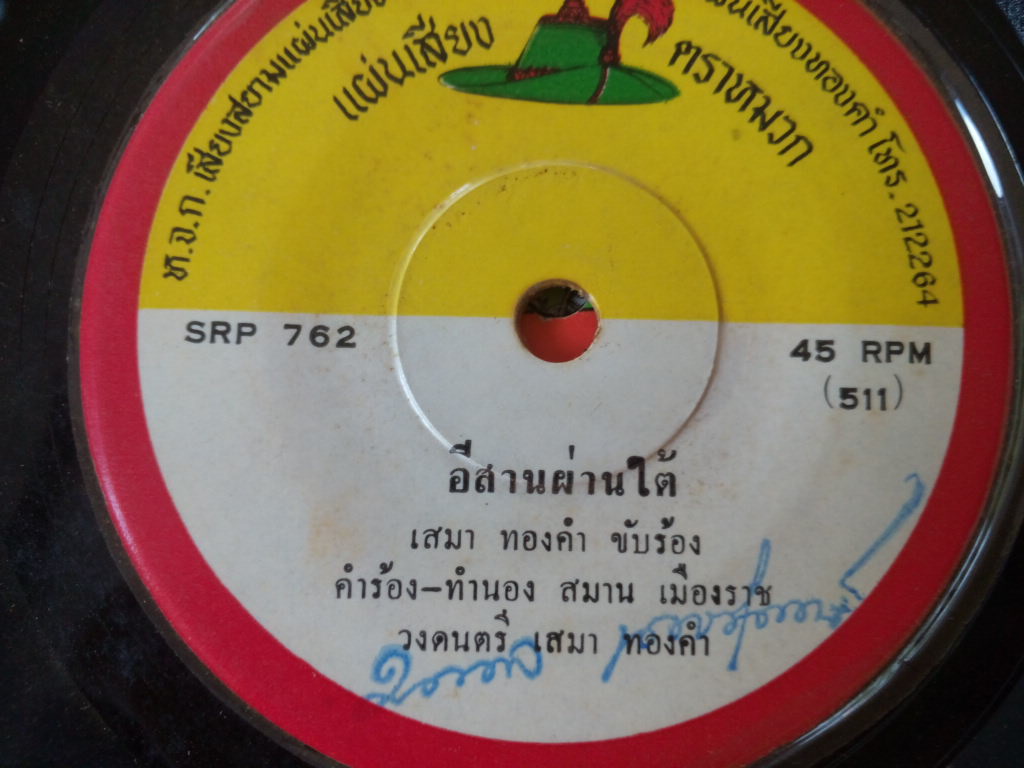 ห.จ.ก. เสียงสยามแผ่นเสียง
แผ่นเสียง
ตราหมวก
แผ่นเสียงทองคำ โทร. 212264
SRP 762
45 RPM
(511)
อีสานผ่านใต้
เสมา ทองคำ ขับร้อง
คำร้อง-ทำนอง สมาน เมืองราช
วงดนตรี เสมา ทองคำ